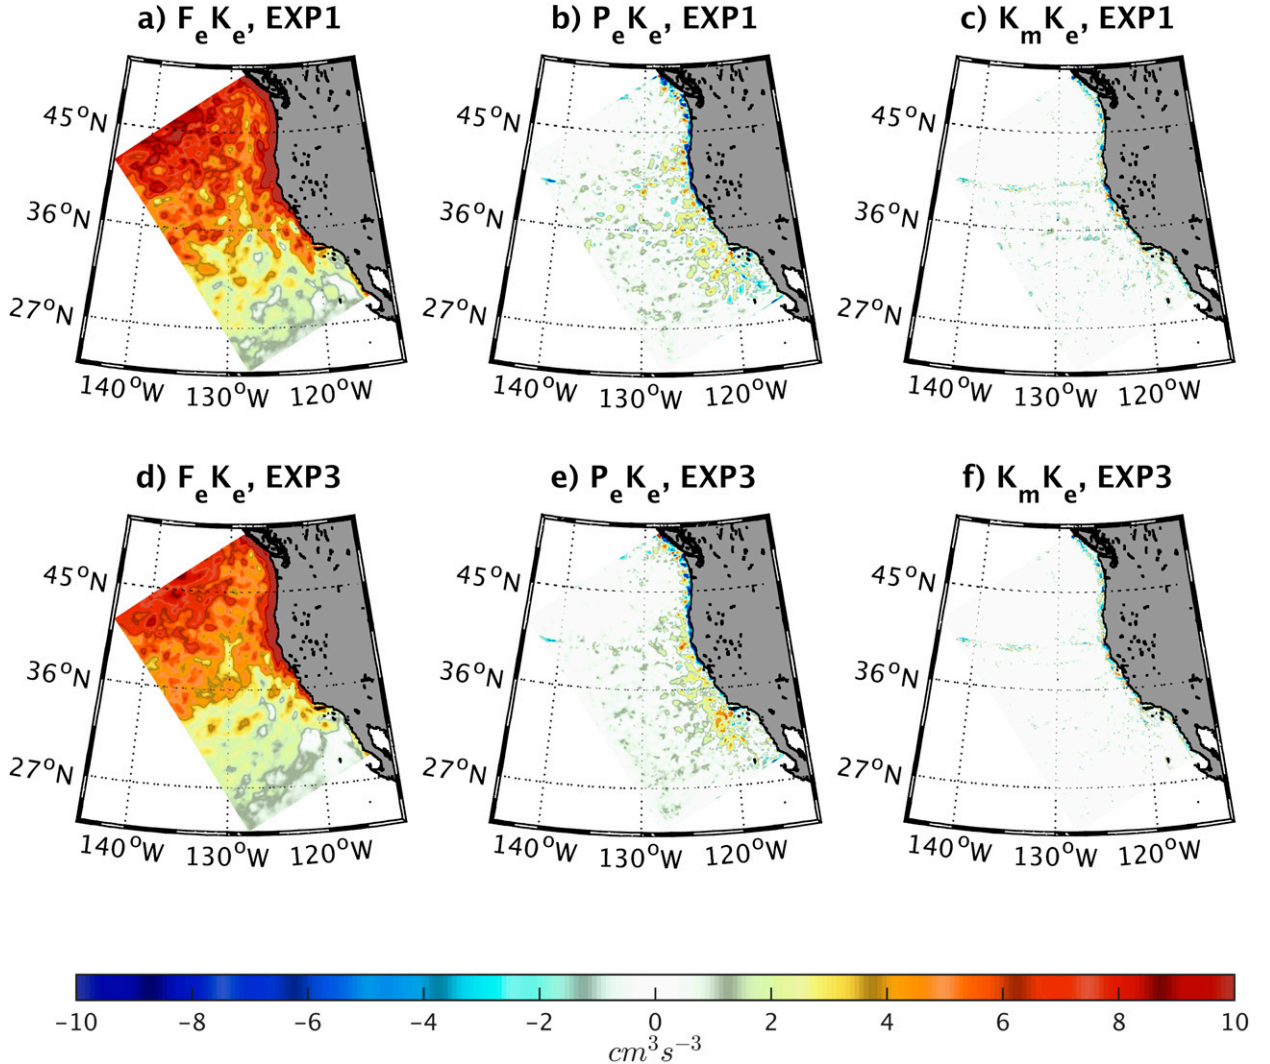 a) FₑKₑ, EXP1
b) PₑKₑ, EXP1
c) KₘKₑ, EXP1
45°N
36°N
27°N
140°W
130°W
120°W
45°N
36°N
27°N
140°W
130°W
120°W
45°N
36°N
27°N
140°W
130°W
120°W
d) FₑKₑ, EXP3
e) PₑKₑ, EXP3
f) KₘKₑ, EXP3
45°N
36°N
27°N
140°W
130°W
120°W
45°N
36°N
27°N
140°W
130°W
120°W
45°N
36°N
27°N
140°W
130°W
120°W
−10 −8 −6 −4 −2 0 2 4 6 8 10
cm³s⁻³